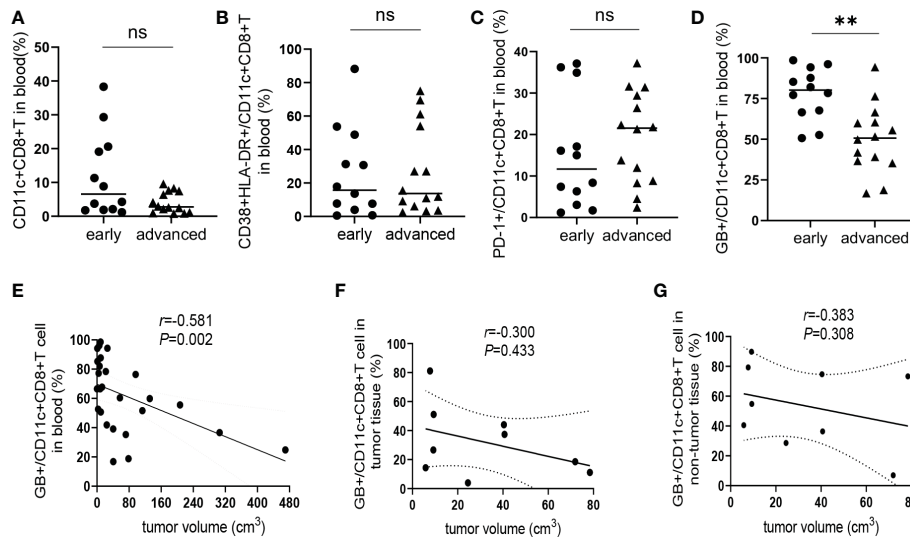 A
ns
CD11c+CD8+T in blood(%)
50
40
30
20
10
0
early
advanced
B
ns
CD38+HLA-DR+/CD11c+CD8+T
in blood (%)
100
80
60
40
20
0
early
advanced
C
ns
PD-1+/CD11c+CD8+T in blood (%)
40
30
20
10
0
early
advanced
D
**
GB+/CD11c+CD8+T in blood (%)
100
75
50
25
0
early
advanced
E
r=-0.581
P=0.002
GB+/CD11c+CD8+T cell
in blood (%)
100
80
60
40
20
0
0 80 160 240 320 400 480
tumor volume (cm3)
F
r=-0.300
P=0.433
GB+/CD11c+CD8+T cell in
tumor tissue (%)
100
80
60
40
20
0
0 20 40 60 80
tumor volume (cm3)
G
r=-0.383
P=0.308
GB+/CD11c+CD8+T cell in
non-tumor tissue (%)
100
80
60
40
20
0
0 20 40 60 80
tumor volume (cm3)